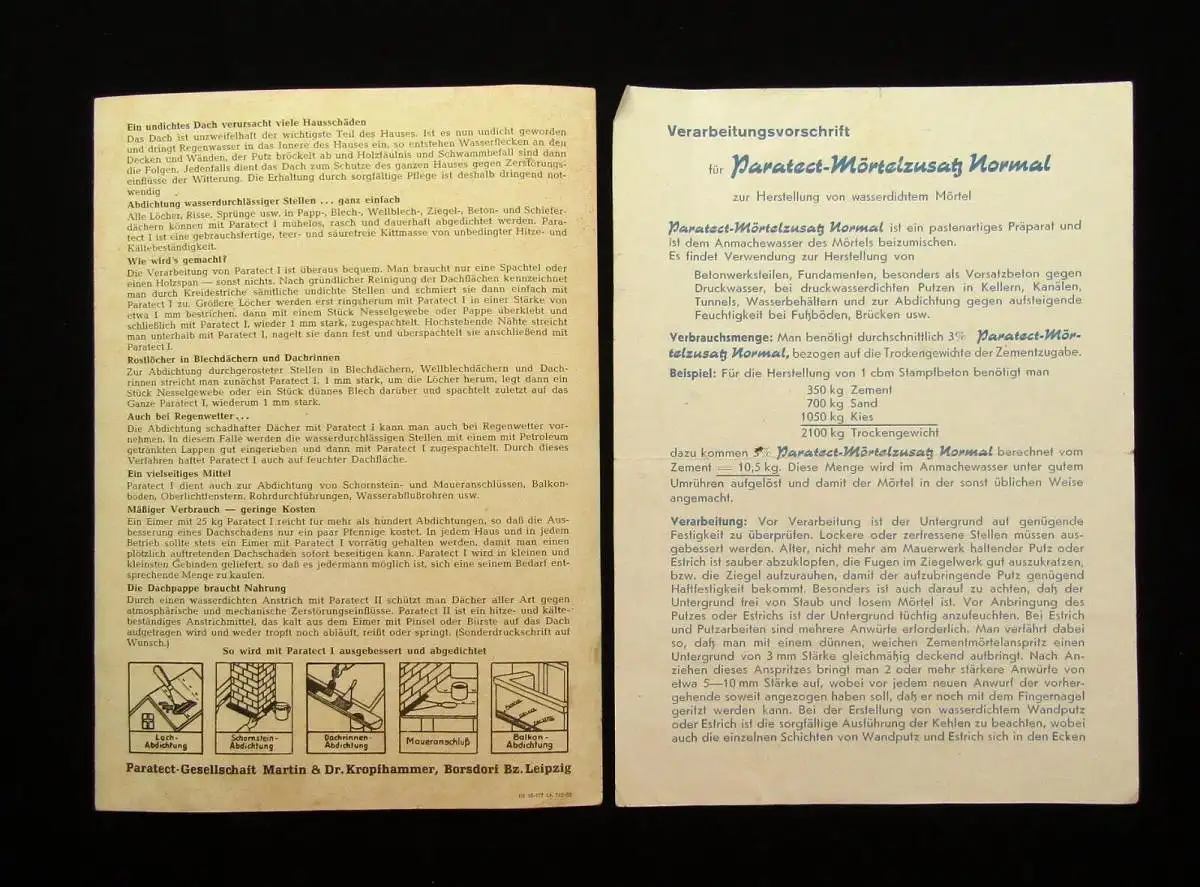 Ein undichtes Dach verursacht viele Hausschäden
Das Dach ist unzweifelhaft der wichtigste Teil des Hauses. Ist es nun undicht geworden
und dringt Regenwasser in das Innere des Hauses ein, so entstehen Wasserflecken an den
Decken und Wänden, der Putz bröckelt ab und Holzfäulnis und Schwammbefall sind dann
die Folgen. Jedenfalls dient das Dach zum Schutze des ganzen Hauses gegen Zerstörungs-
einflüsse der Witterung. Die Erhaltung durch sorgfältige Pflege ist deshalb dringend not-
wendig
Abdichtung wasserdurchlässiger Stellen ... ganz einfach
Alle Löcher, Risse, Sprünge usw. in Papp-, Blech-, Wellblech-, Ziegel-, Beton- und Schiefer-
dächern können mit Paratect I mühelos, rasch und dauerhaft abgedichtet werden. Para-
tect I ist eine gebrauchsfertige, teer- und säurefreie Kittmasse von unbedingter Hitze- und
Kältebeständigkeit.
Wie wird's gemacht?
Die Verarbeitung von Paratect I ist überaus bequem. Man braucht nur eine Spachtel oder
einen Holzspan — sonst nichts. Nach gründlicher Reinigung der Dachflächen kennzeichnet
man durch Kreidestriche sämtliche undichte Stellen und schmiert sie dann einfach mit
Paratect I zu. Größere Löcher werden erst ringsherum mit Paratect I in einer Stärke von
etwa 1 mm bestrichen, dann mit einem Stück Nesselgewebe oder Pappe überklebt und
schließlich mit Paratect I, wieder 1 mm stark, zugespachtelt. Hochstehende Nähte streicht
man unterhalb mit Paratect I, nagelt sie dann fest und überspachtelt sie anschließend mit
Paratect I.
Rostlöcher in Blechdächern und Dachrinnen
Zur Abdichtung durchgerosteter Stellen in Blechdächern, Wellblechdächern und Dach-
rinnen streicht man zunächst Paratect I, 1 mm stark, um die Löcher herum, legt dann ein
Stück Nesselgewebe oder ein Stück dünnes Blech darüber und spachtelt zuletzt auf das
Ganze Paratect I, wiederum 1 mm stark.
Auch bei Regenwetter...
Die Abdichtung schadhafter Dächer mit Paratect I kann man auch bei Regenwetter vor-
nehmen. In diesem Falle werden die wasserdurchlässigen Stellen mit einem mit Petroleum
getränkten Lappen gut eingerieben und dann mit Paratect I zugespachtelt. Durch dieses
Verfahren haftet Paratect I auch auf feuchter Dachfläche.
Ein vielseitiges Mittel
Paratect I dient auch zur Abdichtung von Schornstein- und Maueranschlüssen, Balkon-
böden, Oberlichtfenstern, Rohrdurchführungen, Wasserabflußrohren usw.
Mäßiger Verbrauch — geringe Kosten
Ein Eimer mit 25 kg Paratect I reicht für mehr als hundert Abdichtungen, so daß die Aus-
besserung eines Dachschadens nur ein paar Pfennige kostet. In jedem Haus und in jedem
Betrieb sollte stets ein Eimer mit Paratect I vorrätig gehalten werden, damit man einen
plötzlich auftretenden Dachschaden sofort beseitigen kann. Paratect I wird in kleinen und
kleinsten Gebinden geliefert, so daß es jedermann möglich ist, sich eine seinem Bedarf ent-
sprechende Menge zu kaufen.
Die Dachpappe braucht Nahrung
Durch einen wasserdichten Anstrich mit Paratect II schützt man Dächer aller Art gegen
atmosphärische und mechanische Zerstörungseinflüsse. Paratect II ist ein hitze- und kälte-
beständiges Anstrichmittel, das kalt aus dem Eimer mit Pinsel oder Bürste auf das Dach
aufgetragen wird und weder tropft noch abläuft, reißt oder springt. (Sonderdruckschrift auf
Wunsch.)
So wird mit Paratect I ausgebessert und abgedichtet
Loch-
Abdichtung
Schornstein-
Abdichtung
Dachrinnen-
Abdichtung
Maueranschluß
Balkon-
Abdichtung
Paratect-Gesellschaft Martin & Dr. Kropfhammer, Borsdorf Bz. Leipzig
Verarbeitungsvorschrift
für Paratect-Mörtelzusatz Normal
zur Herstellung von wasserdichtem Mörtel
Paratect-Mörtelzusatz Normal ist ein pastenartiges Präparat und
ist dem Anmachewasser des Mörtels beizumischen.
Es findet Verwendung zur Herstellung von
Betonwerksteilen, Fundamenten, besonders als Vorsatzbeton gegen
Druckwasser, bei druckwasserdichten Putzen in Kellern, Kanälen,
Tunnels, Wasserbehältern und zur Abdichtung gegen aufsteigende
Feuchtigkeit bei Fußböden, Brücken usw.
Verbrauchsmenge: Man benötigt durchschnittlich 3% Paratect-Mör-
telzusatz Normal, bezogen auf die Trockengewichte der Zementzugabe.
Beispiel: Für die Herstellung von 1 cbm Stampfbeton benötigt man
350 kg Zement
700 kg Sand
1050 kg Kies
2100 kg Trockengewicht
dazu kommen 3% Paratect-Mörtelzusatz Normal berechnet vom
Zement = 10,5 kg. Diese Menge wird im Anmachewasser unter gutem
Umrühren aufgelöst und damit der Mörtel in der sonst üblichen Weise
angemacht.
Verarbeitung: Vor Verarbeitung ist der Untergrund auf genügende
Festigkeit zu überprüfen. Lockere oder zerfressene Stellen müssen aus-
gebessert werden. Alter, nicht mehr am Mauerwerk haltender Putz oder
Estrich ist sauber abzuklopfen, die Fugen im Ziegelwerk gut auszukratzen,
bzw. die Ziegel aufzurauhen, damit der aufzubringende Putz genügend
Haftfestigkeit bekommt. Besonders ist auch darauf zu achten, daß der
Untergrund frei von Staub und losem Mörtel ist. Vor Anbringung des
Putzes oder Estrichs ist der Untergrund tüchtig anzufeuchten. Bei Estrich
und Putzarbeiten sind mehrere Anwürfe erforderlich. Man verfährt dabei
so, daß man mit einem dünnen, weichen Zementmörtelanspritz einen
Untergrund von 3 mm Stärke gleichmäßig deckend aufbringt. Nach An-
ziehen dieses Anspritzes bringt man 2 oder mehr stärkere Anwürfe von
etwa 5—10 mm Stärke auf, wobei vor jedem neuen Anwurf der vorher-
gehende soweit angezogen haben soll, daß er noch mit dem Fingernagel
geritzt werden kann. Bei der Erstellung von wasserdichtem Wandputz
oder Estrich ist die sorgfältige Ausführung der Kehlen zu beachten, wobei
auch die einzelnen Schichten von Wandputz und Estrich sich in den Ecken